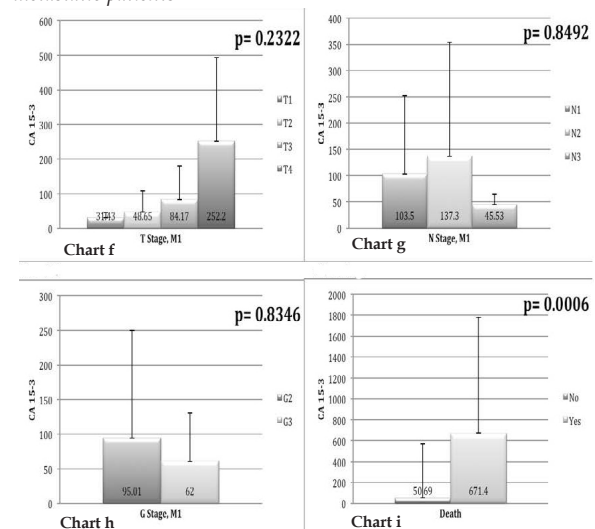 metastatic patients
600
500
400
300
200
100
0
CA 15-3
p= 0.2322
T1
T2
T3
T4
31.43 48.65 84.17 252.2
T Stage, M1
Chart f
400
350
300
250
200
150
100
50
0
CA 15-3
p= 0.8492
N1
N2
N3
103.5 137.3 45.53
N Stage, M1
Chart g
300
250
200
150
100
50
0
CA 15-3
p= 0.8346
G2
G3
95.01 62
G Stage, M1
Chart h
2000
1800
1600
1400
1200
1000
800
600
400
200
0
CA 15-3
p= 0.0006
No
Yes
50.69 671.4
Death
Chart i